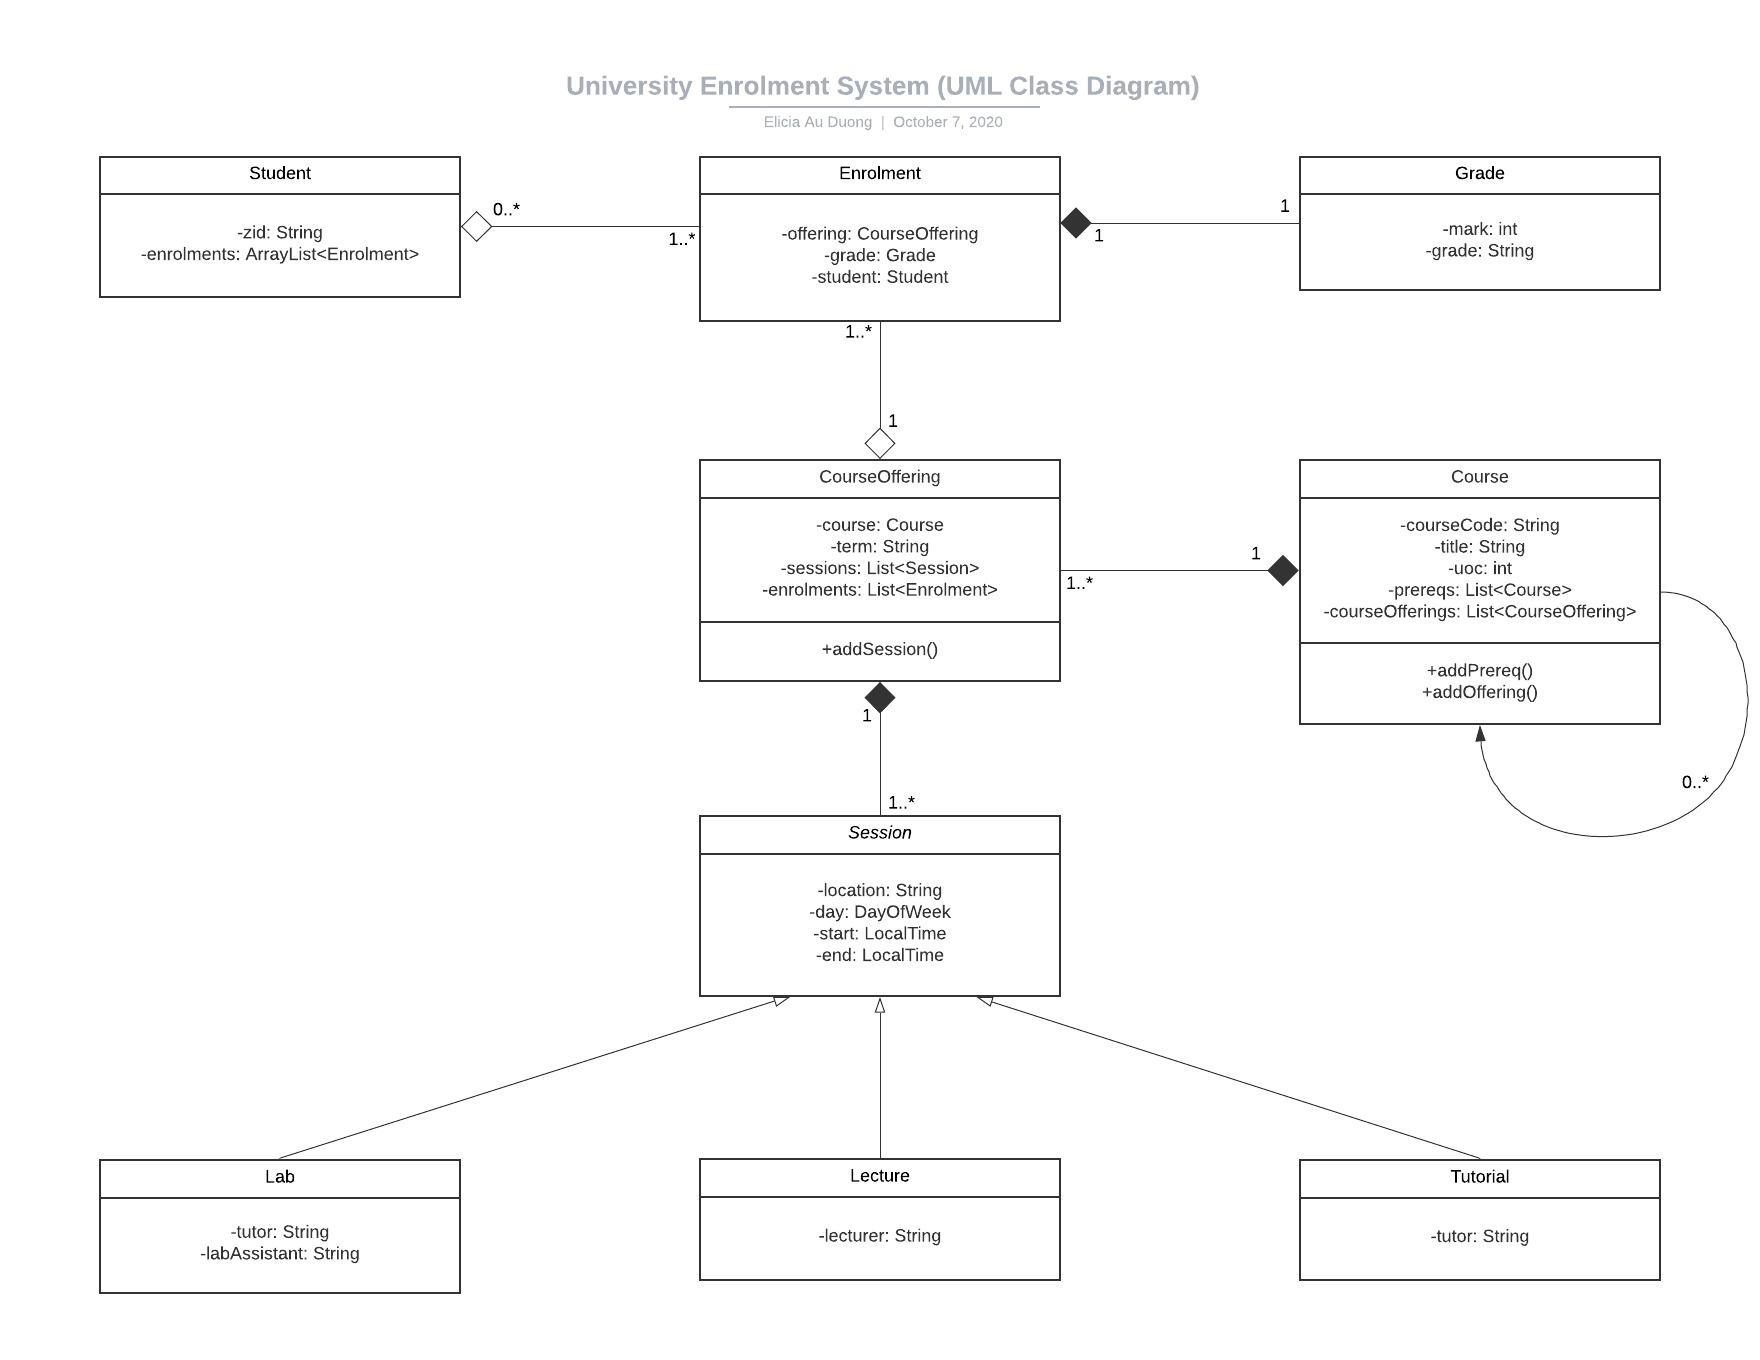 University Enrolment System (UML Class Diagram)
Elicia Au Duong | October 7, 2020
Student
-zid: String
-enrolments: ArrayList<Enrolment>
0..*
1..*
Enrolment
-offering: CourseOffering
-grade: Grade
-student: Student
1
1
Grade
-mark: int
-grade: String
1..*
1
CourseOffering
-course: Course
-term: String
-sessions: List<Session>
-enrolments: List<Enrolment>
+addSession()
1
1..*
Course
-courseCode: String
-title: String
-uoc: int
-prereqs: List<Course>
-courseOfferings: List<CourseOffering>
+addPrereq()
+addOffering()
0..*
1
1..*
Session
-location: String
-day: DayOfWeek
-start: LocalTime
-end: LocalTime
Lab
-tutor: String
-labAssistant: String
Lecture
-lecturer: String
Tutorial
-tutor: String